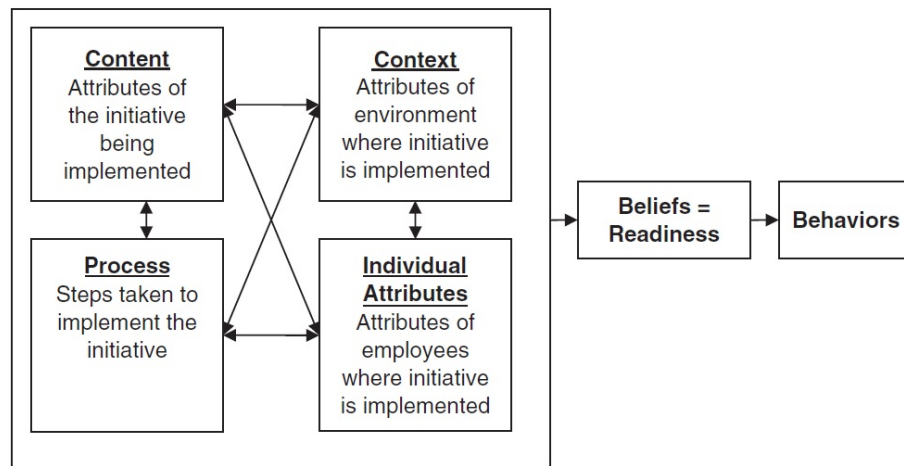 Content
Attributes of
the initiative
being
implemented
Context
Attributes of
environment
where initiative
is implemented
Process
Steps taken to
implement the
initiative
Individual
Attributes
Attributes of
employees
where initiative
is implemented
Beliefs =
Readiness
Behaviors